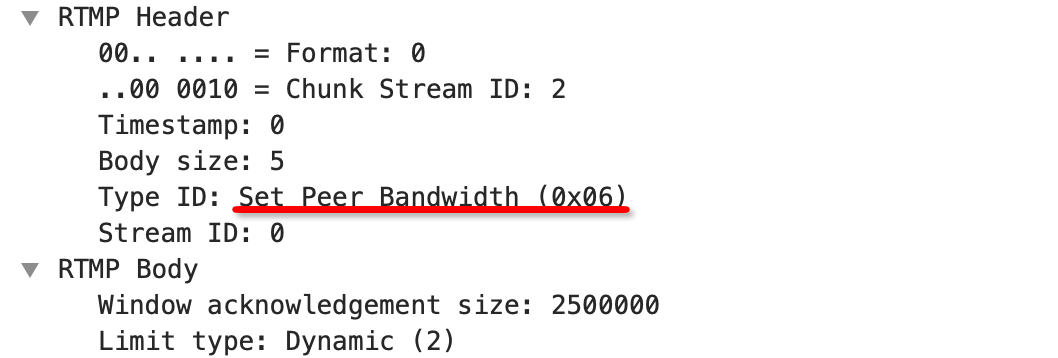 RTMP Header
00.. .... = Format: 0
..00 0010 = Chunk Stream ID: 2
Timestamp: 0
Body size: 5
Type ID: Set Peer Bandwidth (0x06)
Stream ID: 0
RTMP Body
Window acknowledgement size: 2500000
Limit type: Dynamic (2)